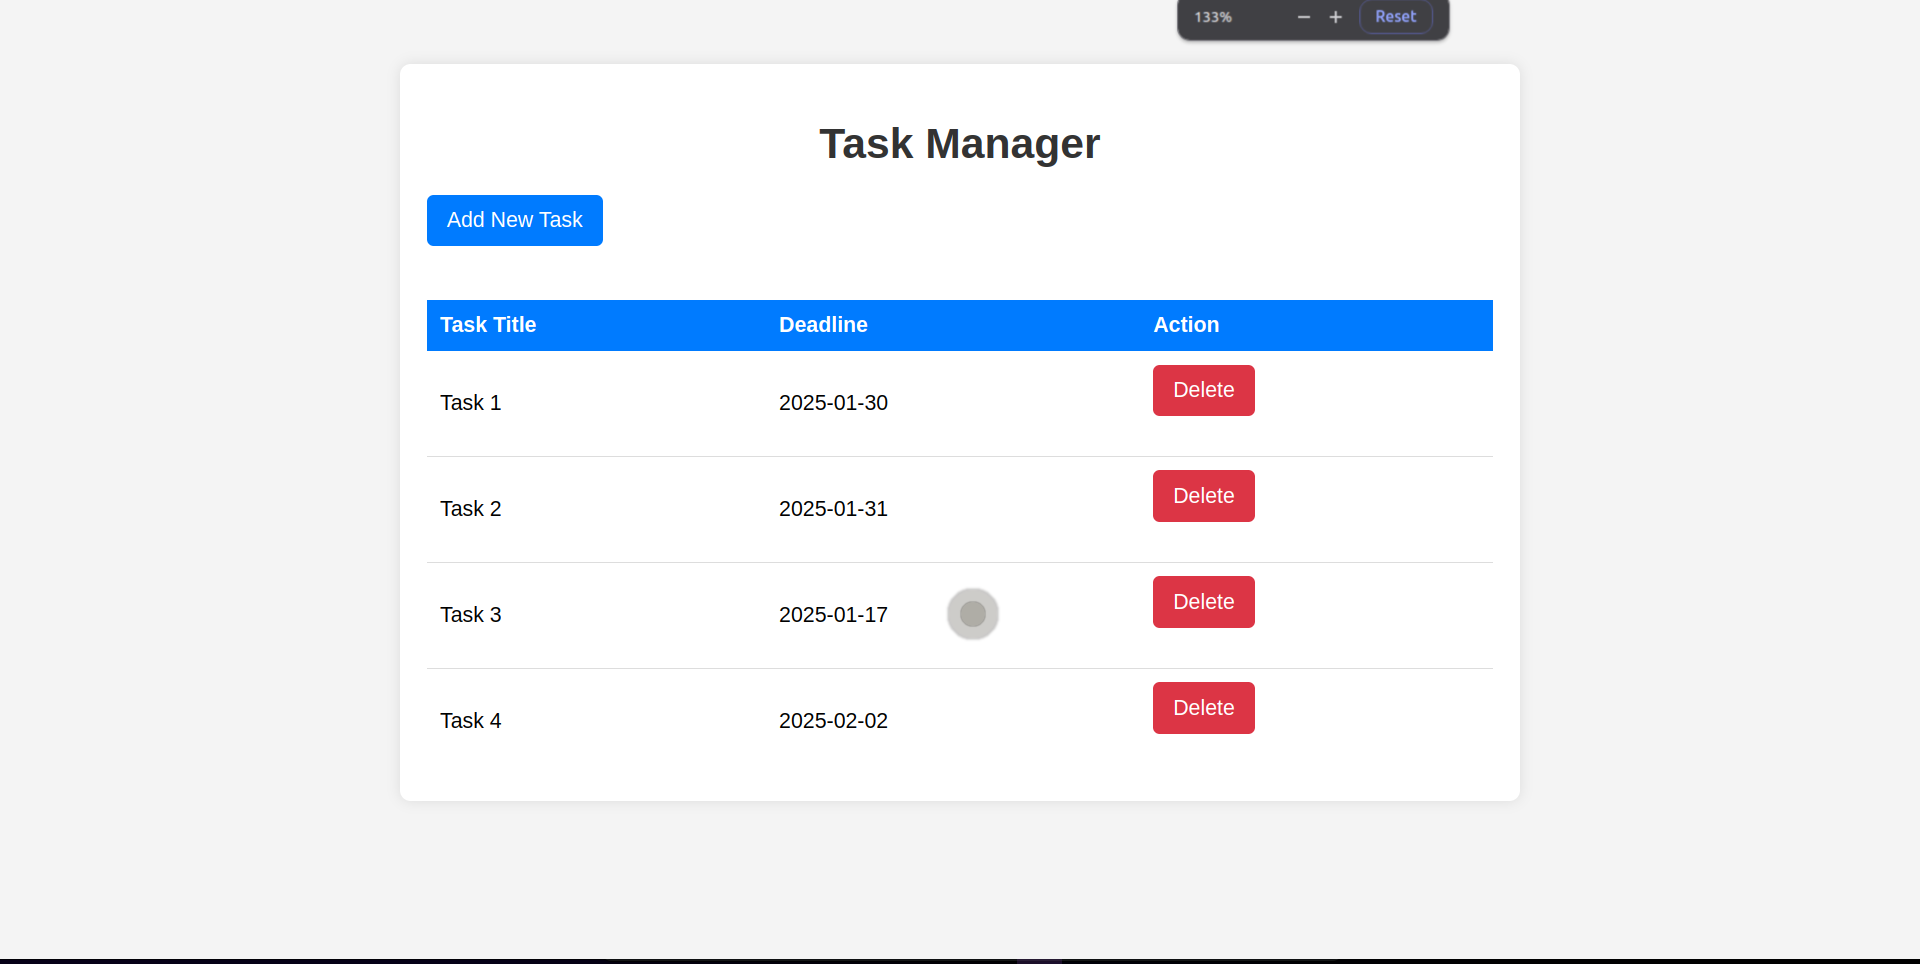 133% − + Reset
Task Manager
Add New Task
Task Title Deadline Action
Task 1 2025-01-30 Delete
Task 2 2025-01-31 Delete
Task 3 2025-01-17 Delete
Task 4 2025-02-02 Delete